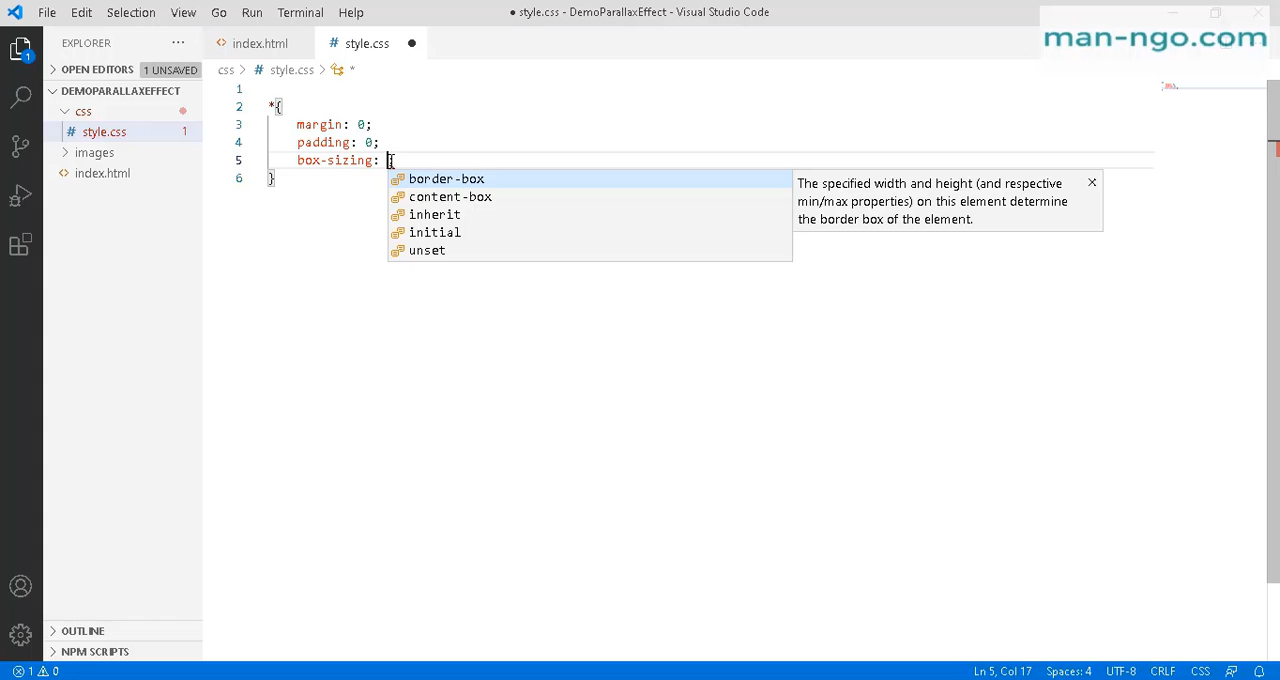 File Edit Selection View Go Run Terminal Help
● style.css - DemoParallaxEffect - Visual Studio Code
man-ngo.com
EXPLORER ···
index.html
# style.css ●
OPEN EDITORS 1 UNSAVED
css > # style.css > *
DEMOPARALLAXEFFECT
css
# style.css 1
images
<> index.html
1
2 *{
3 margin: 0;
4 padding: 0;
5 box-sizing: ;
6 }
border-box
content-box
inherit
initial
unset
The specified width and height (and respective
min/max properties) on this element determine
the border box of the element.
1
OUTLINE
NPM SCRIPTS
1 0
Ln 5, Col 17 Spaces: 4 UTF-8 CRLF CSS